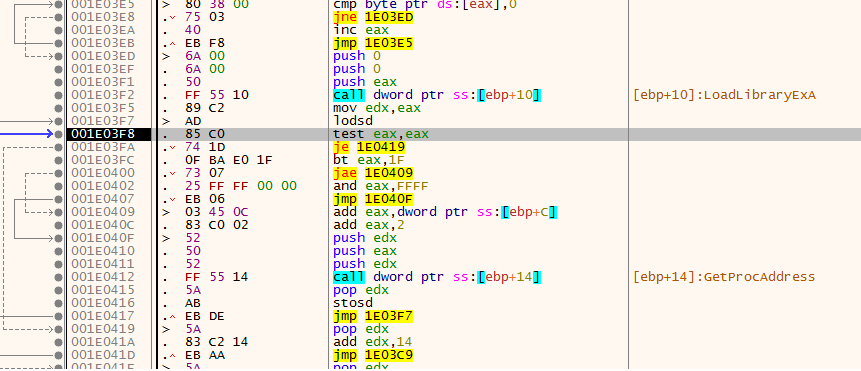 001E03E5 > 80 38 00 cmp byte ptr ds:[eax],0
001E03E8 . 75 03 jne 1E03ED
001E03EA . 40 inc eax
001E03EB . EB F8 jmp 1E03E5
001E03ED > 6A 00 push 0
001E03EF . 6A 00 push 0
001E03F1 . 50 push eax
001E03F2 . FF 55 10 call dword ptr ss:[ebp+10] [ebp+10]:LoadLibraryExA
001E03F5 . 89 C2 mov edx,eax
001E03F7 > AD lodsd
001E03F8 . 85 C0 test eax,eax
001E03FA . 74 1D je 1E0419
001E03FC . 0F BA E0 1F bt eax,1F
001E0400 . 73 07 jae 1E0409
001E0402 . 25 FF FF 00 00 and eax,FFFF
001E0407 . EB 06 jmp 1E040F
001E0409 > 03 45 0C add eax,dword ptr ss:[ebp+C]
001E040C . 83 C0 02 add eax,2
001E040F > 52 push edx
001E0410 . 50 push eax
001E0411 . 52 push edx
001E0412 . FF 55 14 call dword ptr ss:[ebp+14] [ebp+14]:GetProcAddress
001E0415 . 5A pop edx
001E0416 . AB stosd
001E0417 . EB DE jmp 1E03F7
001E0419 > 5A pop edx
001E041A . 83 C2 14 add edx,14
001E041D . EB AA jmp 1E03C9
001E041F 5A pop edx